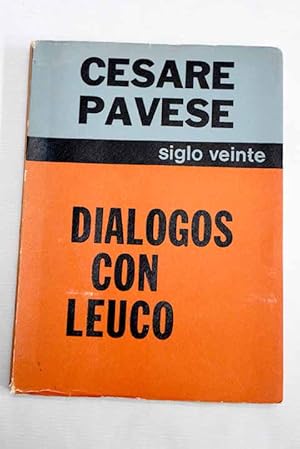 CESARE
PAVESE
siglo veinte
DIALOGOS
CON
LEUCO